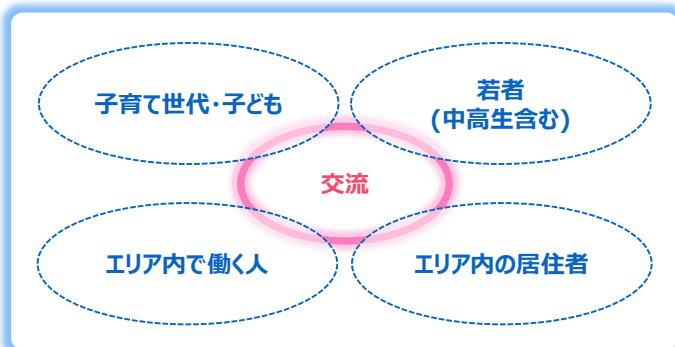 子育て世代・子ども
若者
(中高生含む)
交流
エリア内で働く人
エリア内の居住者